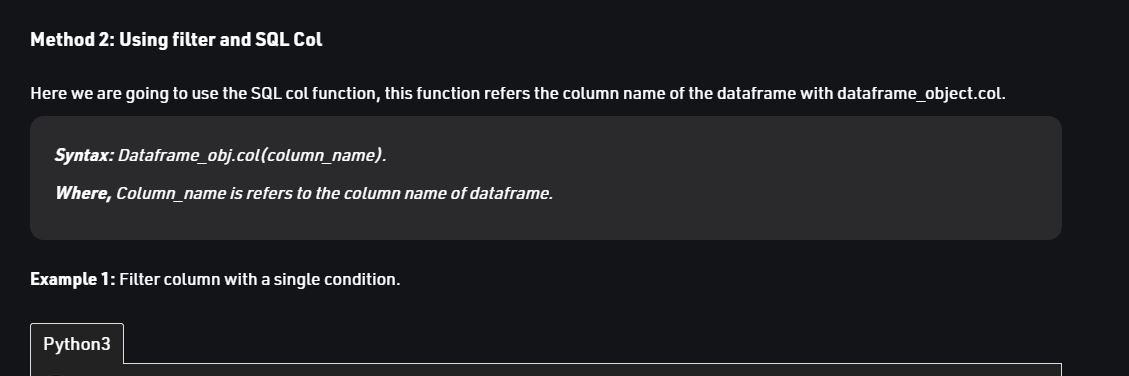 Method 2: Using filter and SQL Col
Here we are going to use the SQL col function, this function refers the column name of the dataframe with dataframe_object.col.
Syntax: Dataframe_obj.col(column_name).
Where, Column_name is refers to the column name of dataframe.
Example 1: Filter column with a single condition.
Python3